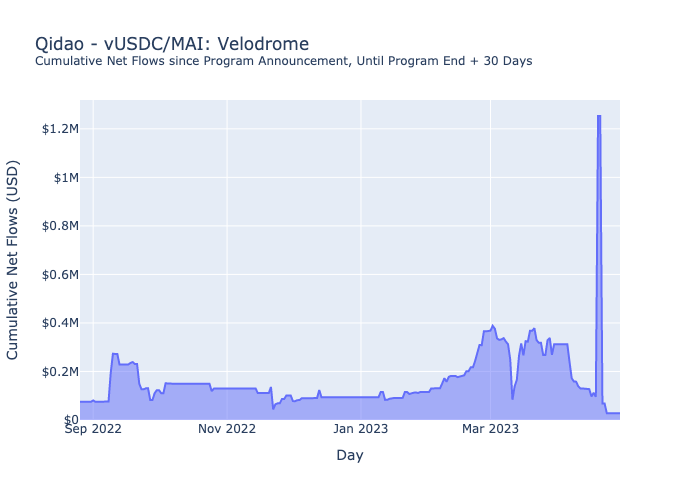 Qidao - vUSDC/MAI: Velodrome
Cumulative Net Flows since Program Announcement, Until Program End + 30 Days
Cumulative Net Flows (USD)
$1.2M
$1M
$0.8M
$0.6M
$0.4M
$0.2M
$0
Sep 2022 Nov 2022 Jan 2023 Mar 2023
Day